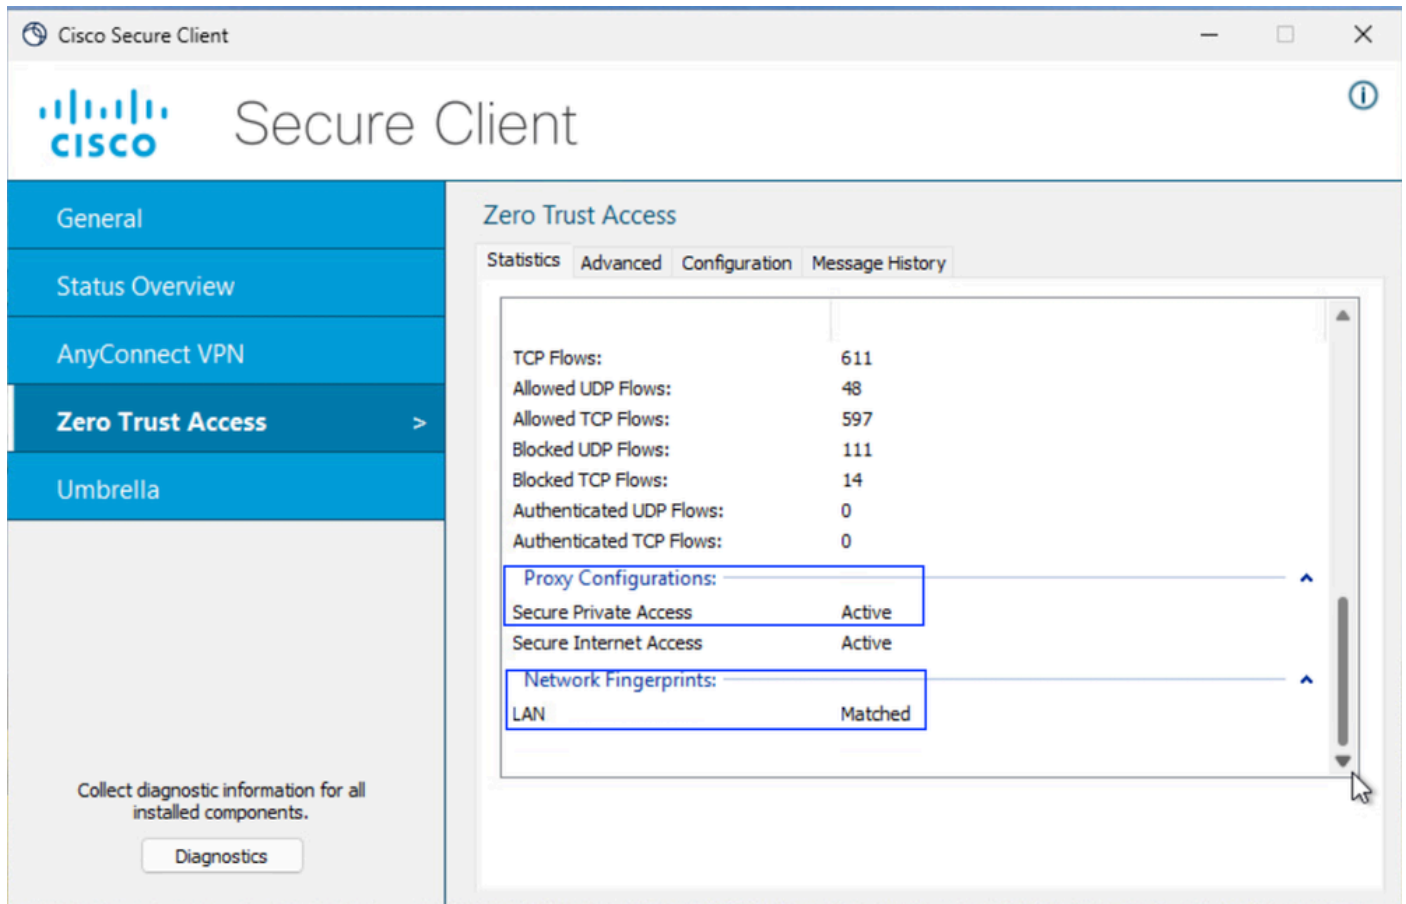 Cisco Secure Client
CISCO Secure Client
General
Status Overview
AnyConnect VPN
Zero Trust Access >
Umbrella
Collect diagnostic information for all
installed components.
Diagnostics
Zero Trust Access
Statistics Advanced Configuration Message History
TCP Flows: 611
Allowed UDP Flows: 48
Allowed TCP Flows: 597
Blocked UDP Flows: 111
Blocked TCP Flows: 14
Authenticated UDP Flows: 0
Authenticated TCP Flows: 0
Proxy Configurations:
Secure Private Access Active
Secure Internet Access Active
Network Fingerprints:
LAN Matched